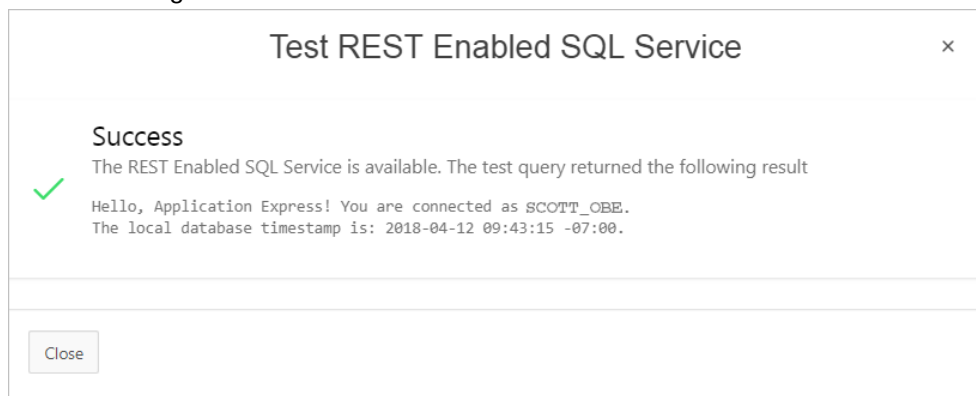 Test REST Enabled SQL Service ×
Success
The REST Enabled SQL Service is available. The test query returned the following result
Hello, Application Express! You are connected as SCOTT_OBE.
The local database timestamp is: 2018-04-12 09:43:15 -07:00.
Close